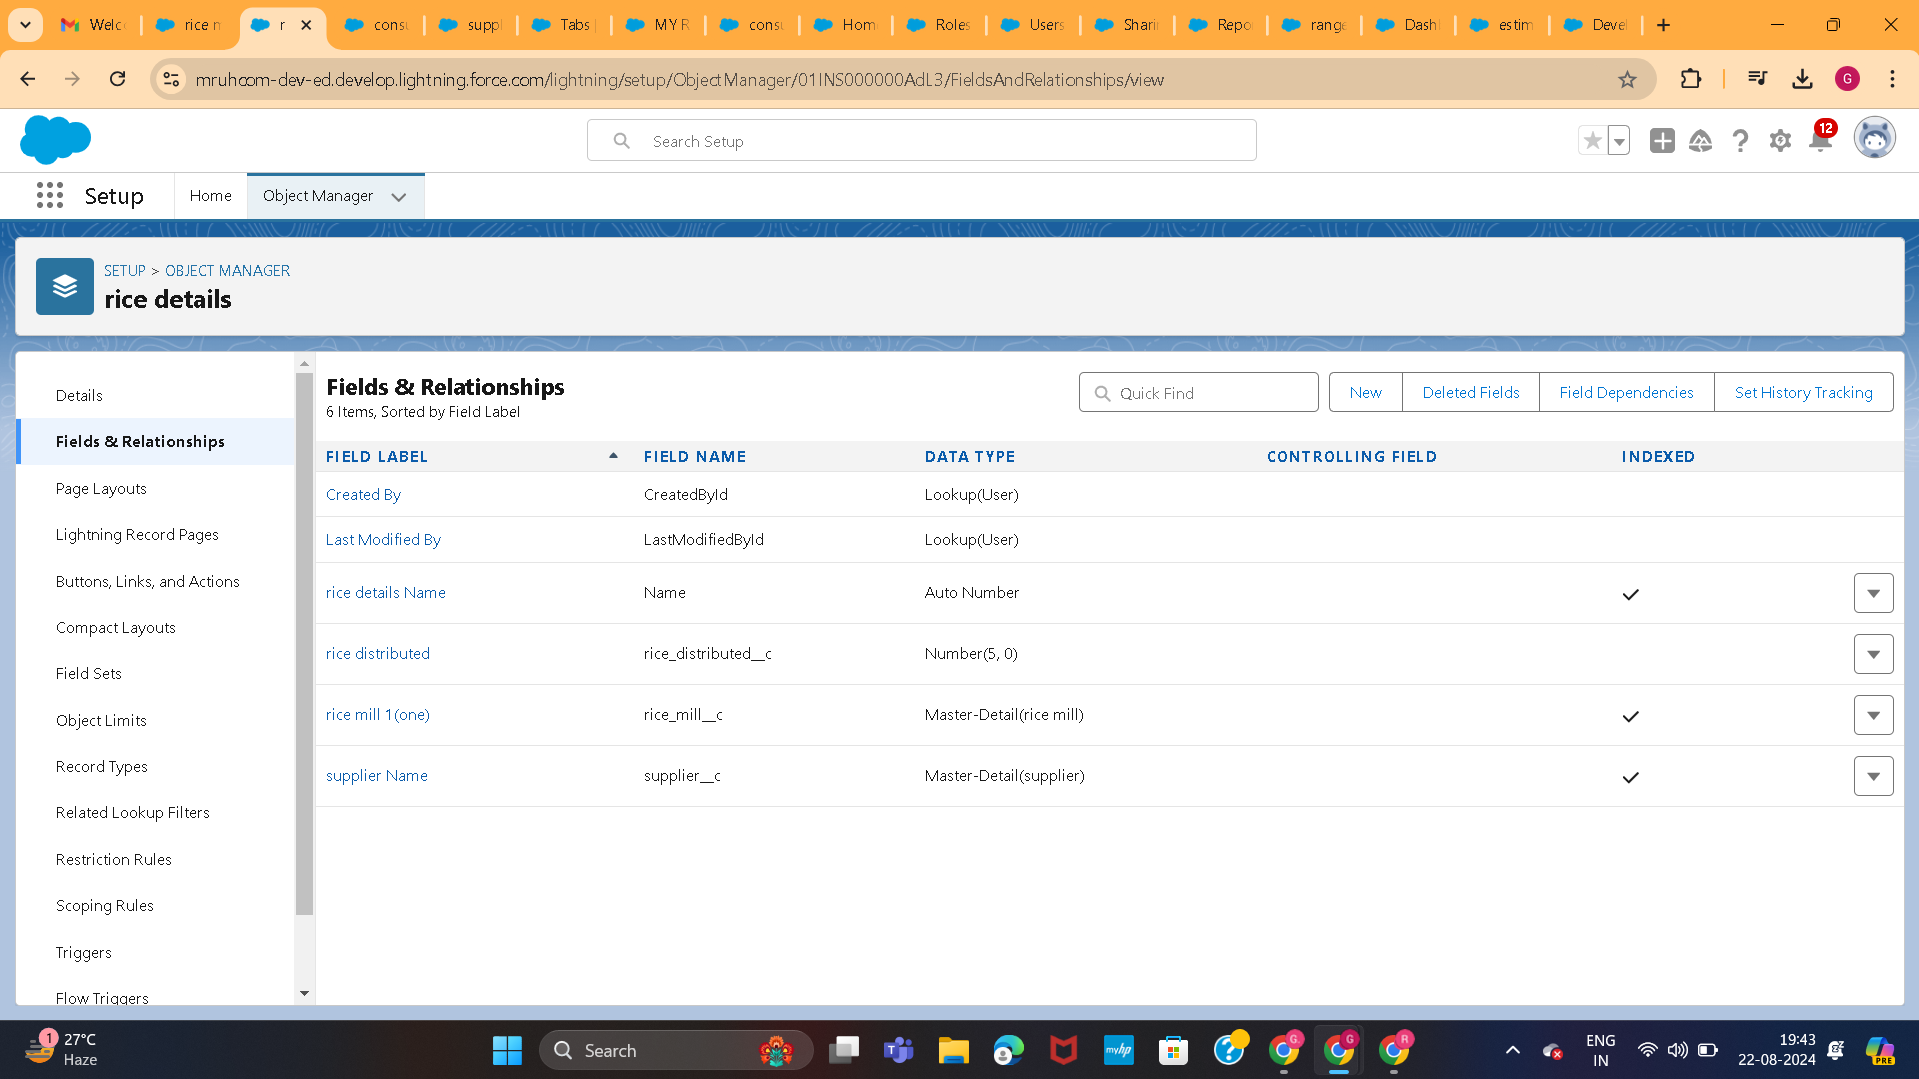 Welc
rice m
r
consu
suppl
Tabs
MY R
consu
Home
Roles
Users
Shari
Repo
range
Dash
estim
Devel
mruhcom-dev-ed.develop.lightning.force.com/lightning/setup/ObjectManager/01INS000000AdL3/FieldsAndRelationships/view
G
Search Setup
12
Setup
Home
Object Manager
SETUP > OBJECT MANAGER
rice details
Details
Fields & Relationships
Page Layouts
Lightning Record Pages
Buttons, Links, and Actions
Compact Layouts
Field Sets
Object Limits
Record Types
Related Lookup Filters
Restriction Rules
Scoping Rules
Triggers
Flow Triggers
Fields & Relationships
6 Items, Sorted by Field Label
Quick Find
New
Deleted Fields
Field Dependencies
Set History Tracking
FIELD LABEL FIELD NAME DATA TYPE CONTROLLING FIELD INDEXED
Created By CreatedById Lookup(User)
Last Modified By LastModifiedById Lookup(User)
rice details Name Name Auto Number
rice distributed rice_distributed__c Number(5, 0)
rice mill 1(one) rice_mill__c Master-Detail(rice mill)
supplier Name supplier__c Master-Detail(supplier)
1
27°C
Haze
Search
myhp
G
G
R
ENG
IN
19:43
22-08-2024
PRE